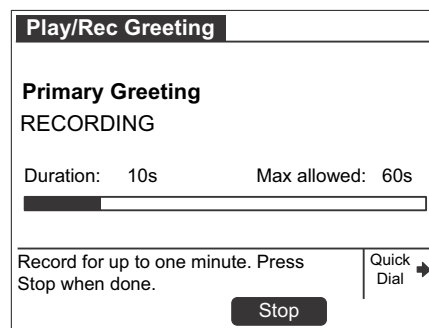 Play/Rec Greeting
Primary Greeting
RECORDING
Duration: 10s Max allowed: 60s
Record for up to one minute. Press
Stop when done.
Quick
Dial
Stop